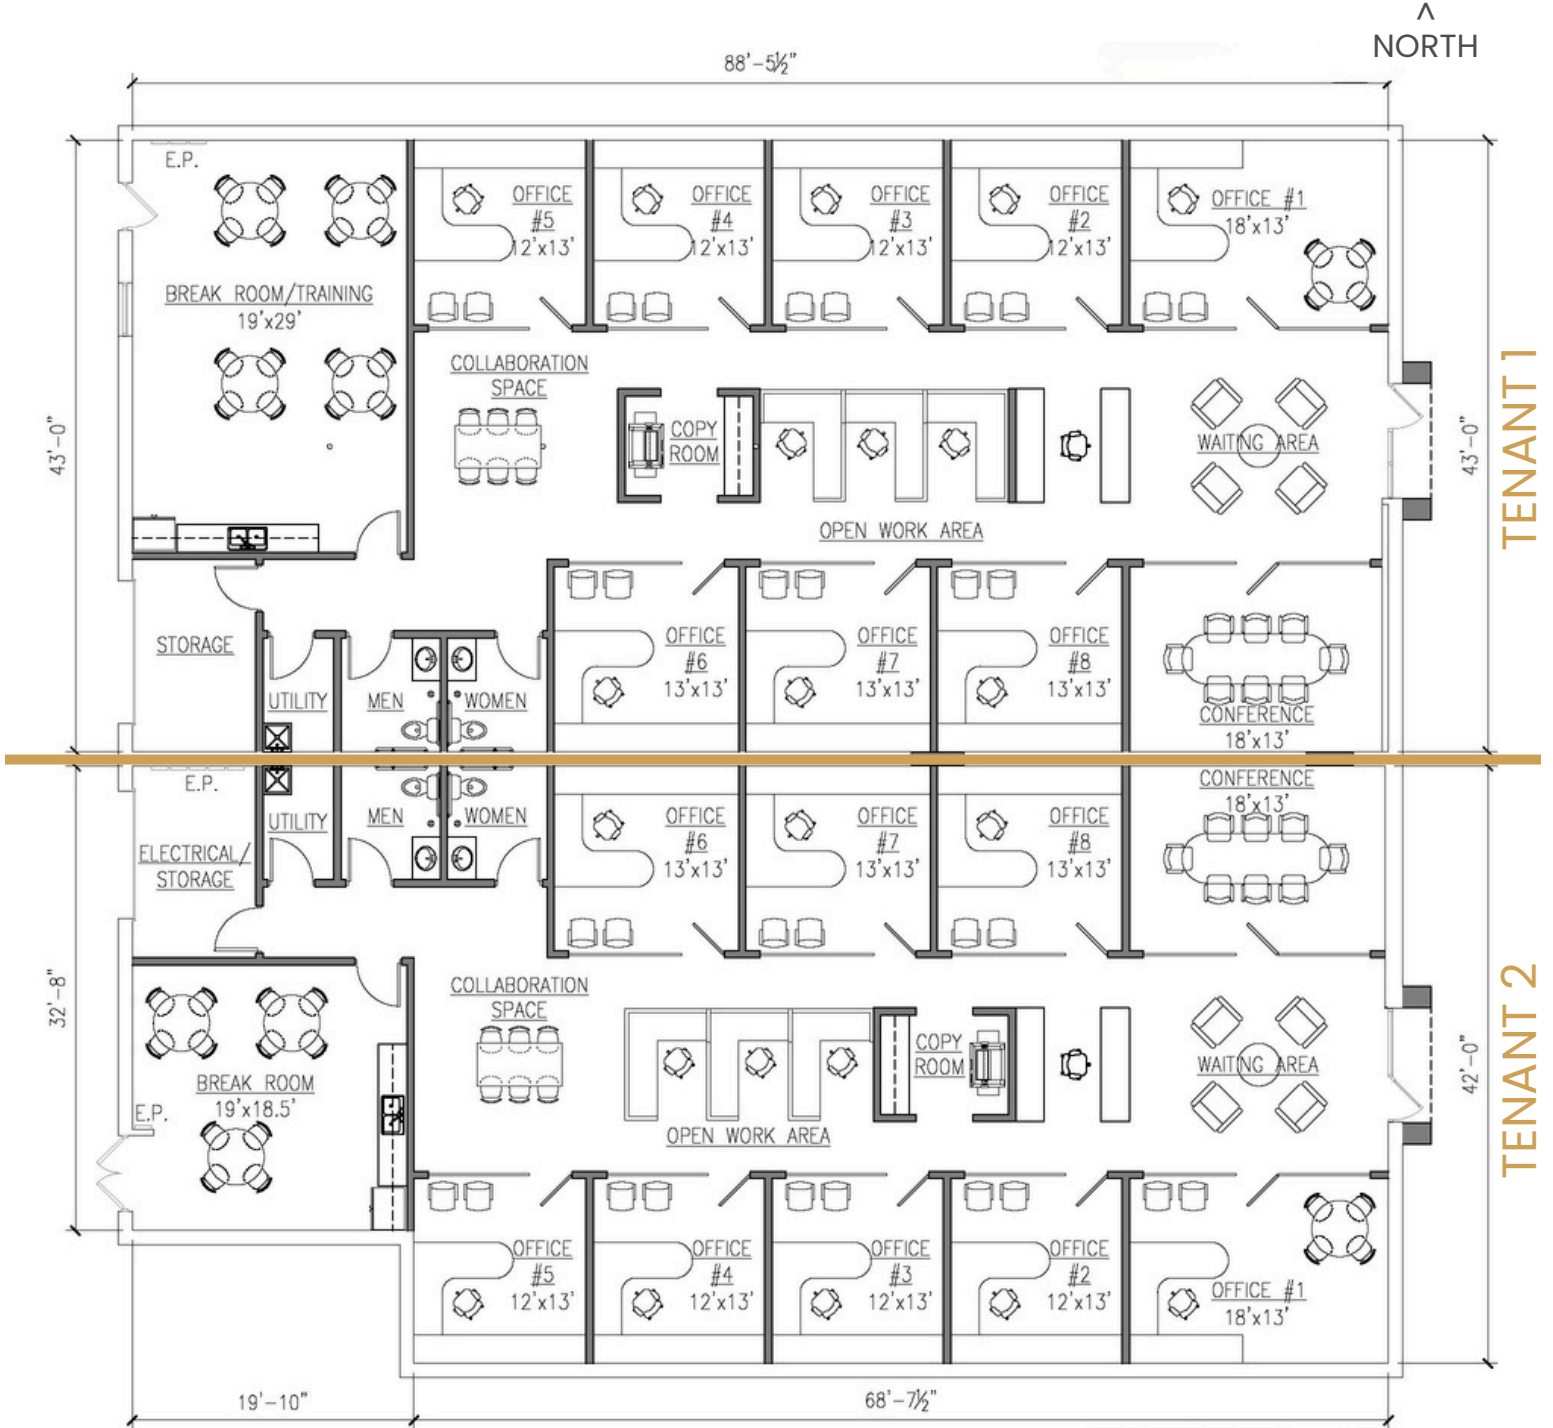 ^
NORTH
88'-5½"
E.P.
OFFICE
#5
12'x13'
OFFICE
#4
12'x13'
OFFICE
#3
12'x13'
OFFICE
#2
12'x13'
OFFICE #1
18'x13'
BREAK ROOM/TRAINING
19'x29'
COLLABORATION
SPACE
COPY
ROOM
WAITING AREA
OPEN WORK AREA
43'-0"
43'-0"
TENANT 1
STORAGE
UTILITY
MEN
WOMEN
OFFICE
#6
13'x13'
OFFICE
#7
13'x13'
OFFICE
#8
13'x13'
CONFERENCE
18'x13'
E.P.
ELECTRICAL/
STORAGE
UTILITY
MEN
WOMEN
OFFICE
#6
13'x13'
OFFICE
#7
13'x13'
OFFICE
#8
13'x13'
CONFERENCE
18'x13'
32'-8"
COLLABORATION
SPACE
BREAK ROOM
19'x18.5'
E.P.
COPY
ROOM
OPEN WORK AREA
WAITING AREA
42'-0"
TENANT 2
OFFICE
#5
12'x13'
OFFICE
#4
12'x13'
OFFICE
#3
12'x13'
OFFICE
#2
12'x13'
OFFICE #1
18'x13'
19'-10"
68'-7½"